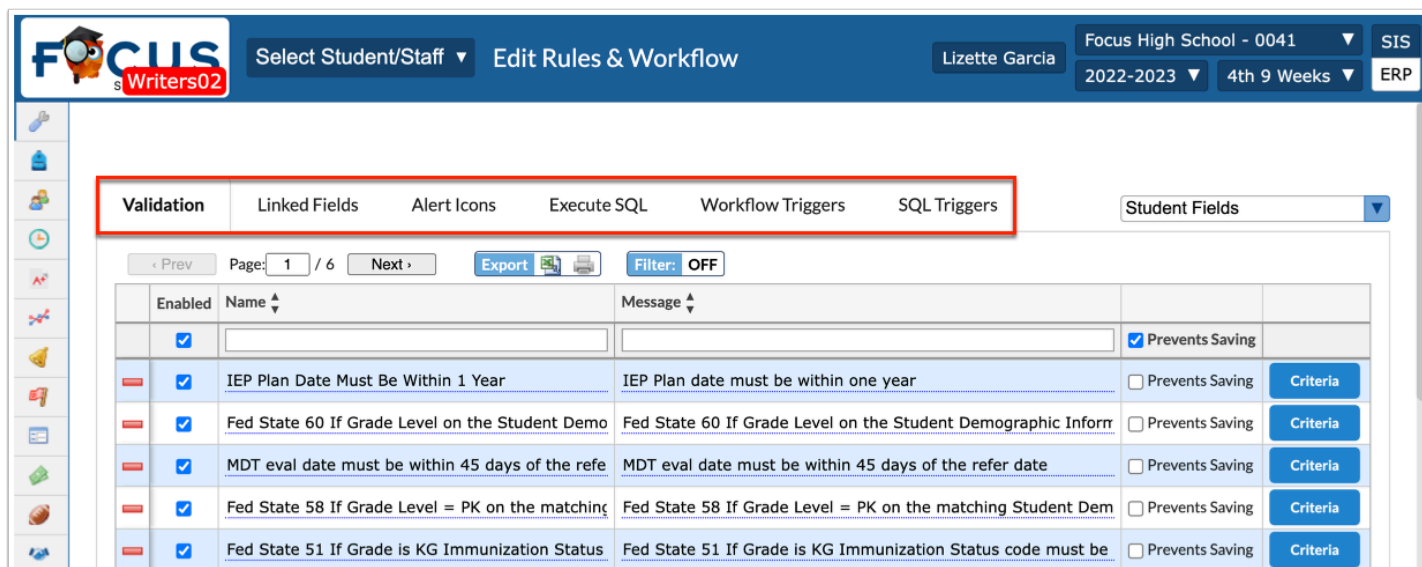 FOCUS
Writers02
Select Student/Staff ▼
Edit Rules & Workflow
Lizette Garcia
Focus High School - 0041 ▼
SIS
2022-2023 ▼
4th 9 Weeks ▼
ERP
A+
Validation
Linked Fields
Alert Icons
Execute SQL
Workflow Triggers
SQL Triggers
Student Fields ▼
‹ Prev
Page: 1 / 6
Next ›
Export
Filter: OFF
Enabled
Name
Message
Prevents Saving
IEP Plan Date Must Be Within 1 Year
IEP Plan date must be within one year
Prevents Saving
Criteria
Fed State 60 If Grade Level on the Student Demo
Fed State 60 If Grade Level on the Student Demographic Inform
Prevents Saving
Criteria
MDT eval date must be within 45 days of the refe
MDT eval date must be within 45 days of the refer date
Prevents Saving
Criteria
Fed State 58 If Grade Level = PK on the matching
Fed State 58 If Grade Level = PK on the matching Student Dem
Prevents Saving
Criteria
Fed State 51 If Grade is KG Immunization Status
Fed State 51 If Grade is KG Immunization Status code must be
Prevents Saving
Criteria